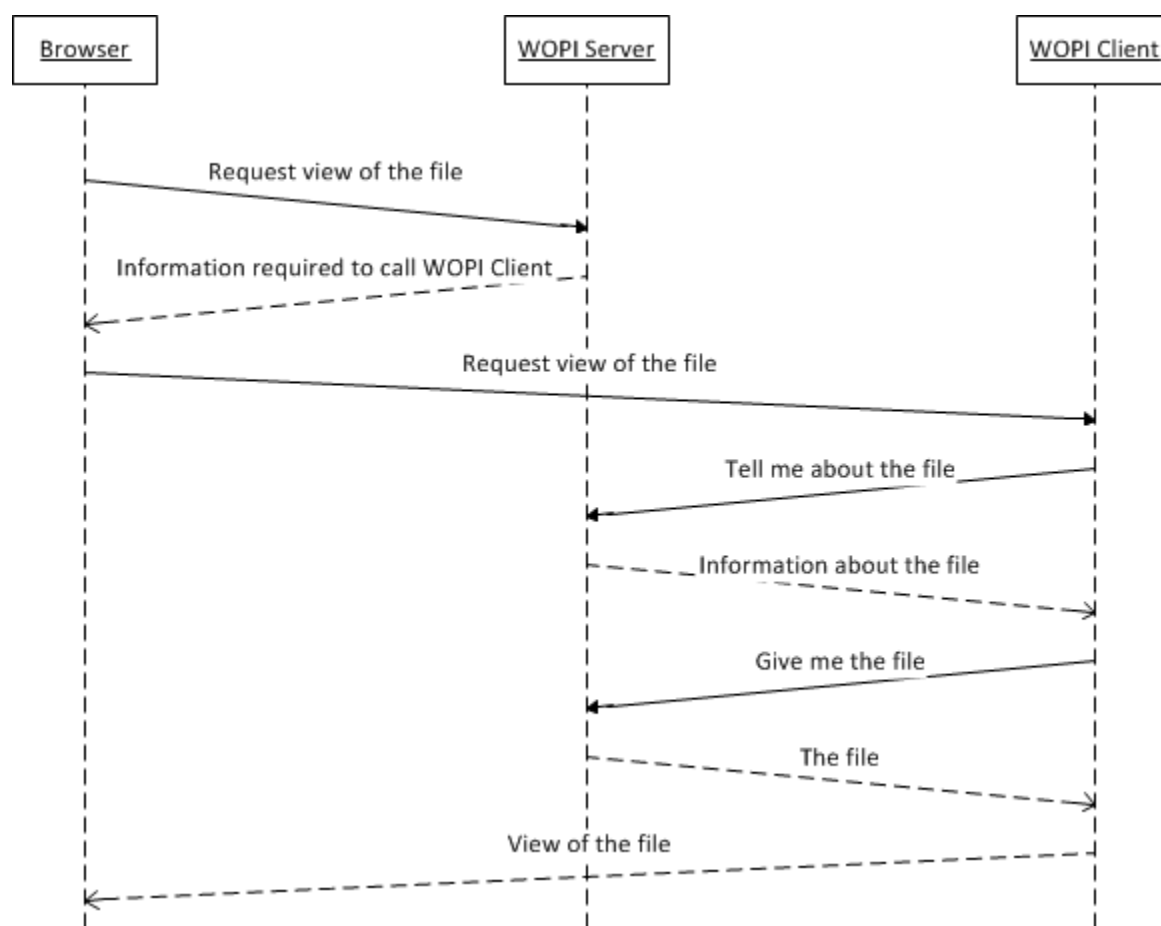 Browser
WOPI Server
WOPI Client
Request view of the file
Information required to call WOPI Client
Request view of the file
Tell me about the file
Information about the file
Give me the file
The file
View of the file